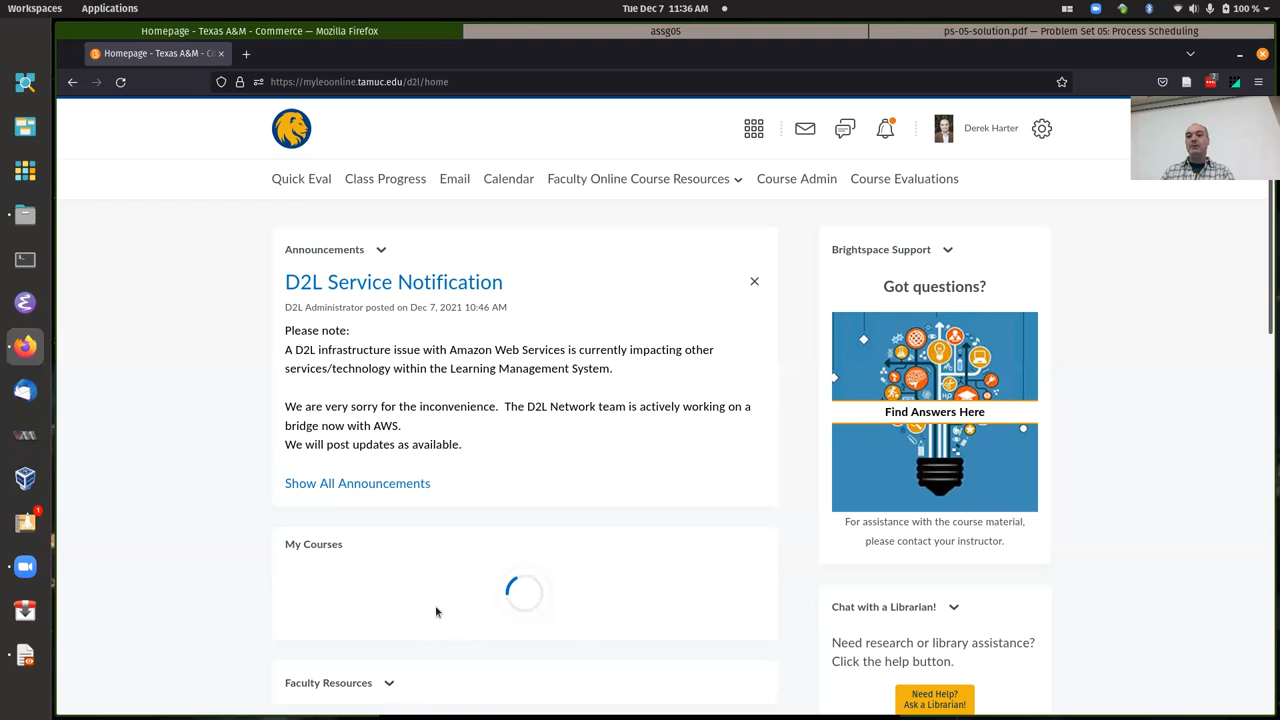 Workspaces Applications Tue Dec 7 11:36 AM 100 %
Homepage - Texas A&M - Commerce — Mozilla Firefox assg05 ps-05-solution.pdf — Problem Set 05: Process Scheduling
Homepage - Texas A&M - Co
https://myleoonline.tamuc.edu/d2l/home
Derek Harter
Quick Eval Class Progress Email Calendar Faculty Online Course Resources Course Admin Course Evaluations
Announcements
D2L Service Notification
D2L Administrator posted on Dec 7, 2021 10:46 AM
Please note:
A D2L infrastructure issue with Amazon Web Services is currently impacting other
services/technology within the Learning Management System.
We are very sorry for the inconvenience. The D2L Network team is actively working on a
bridge now with AWS.
We will post updates as available.
Show All Announcements
My Courses
Faculty Resources
Brightspace Support
Got questions?
Find Answers Here
For assistance with the course material,
please contact your instructor.
Chat with a Librarian!
Need research or library assistance?
Click the help button.
Need Help?
Ask a Librarian!